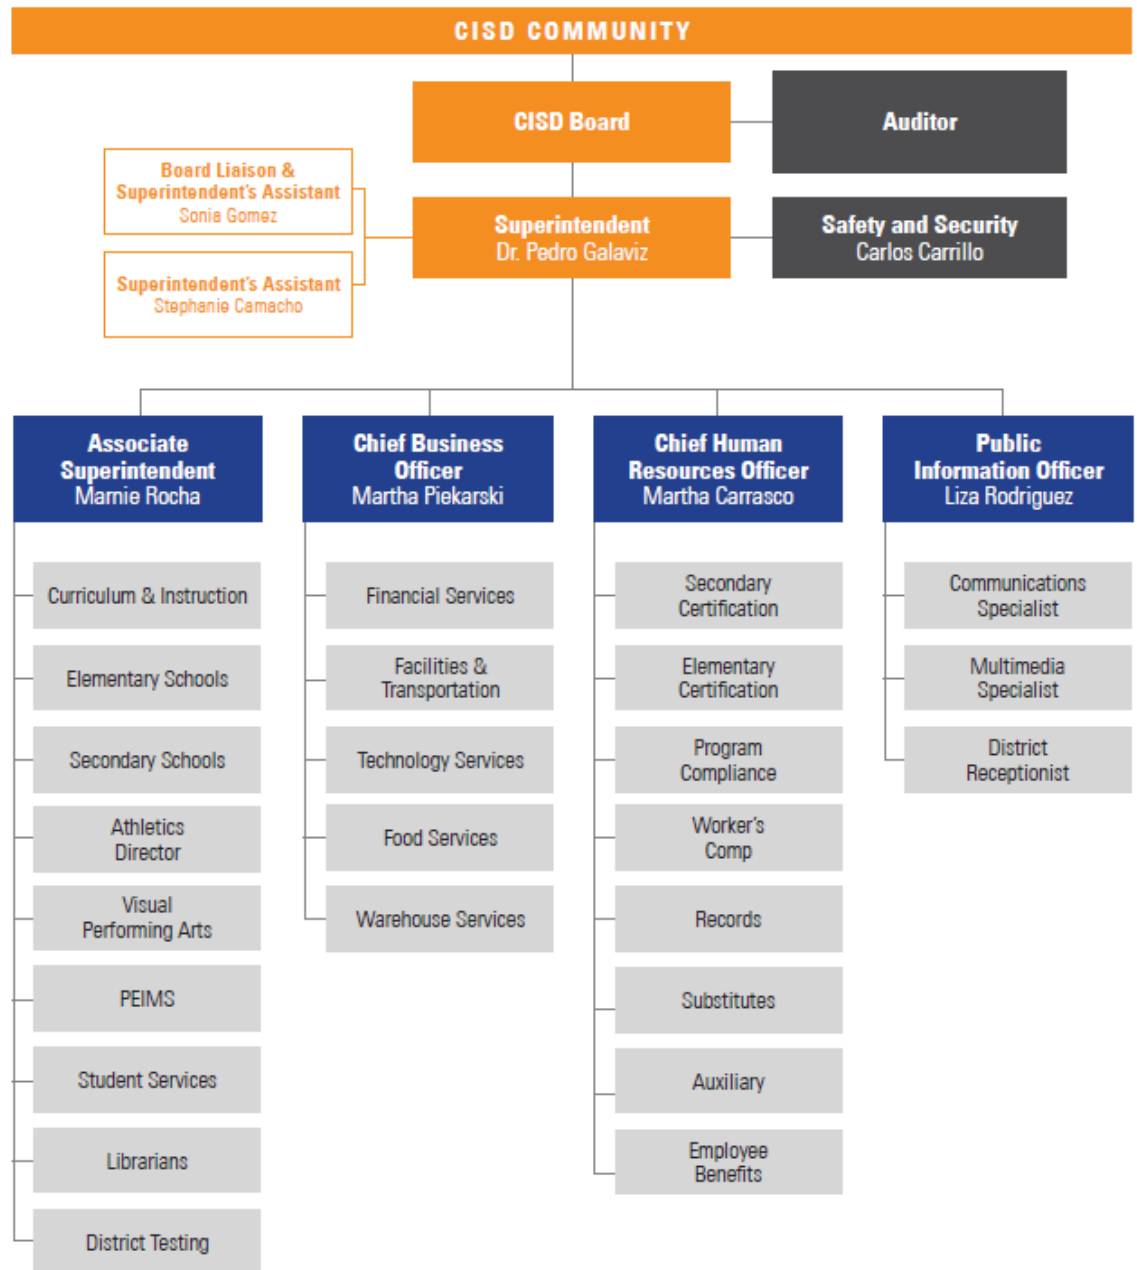 CISD COMMUNITY
CISD Board
Auditor
Board Liaison &
Superintendent's Assistant
Sonia Gomez
Superintendent
Dr. Pedro Galaviz
Safety and Security
Carlos Carrillo
Superintendent's Assistant
Stephanie Camacho
Associate
Superintendent
Marnie Rocha
Chief Business
Officer
Martha Piekarski
Chief Human
Resources Officer
Martha Carrasco
Public
Information Officer
Liza Rodriguez
Curriculum & Instruction
Elementary Schools
Secondary Schools
Athletics
Director
Visual
Performing Arts
PEIMS
Student Services
Librarians
District Testing
Financial Services
Facilities &
Transportation
Technology Services
Food Services
Warehouse Services
Secondary
Certification
Elementary
Certification
Program
Compliance
Worker's
Comp
Records
Substitutes
Auxiliary
Employee
Benefits
Communications
Specialist
Multimedia
Specialist
District
Receptionist